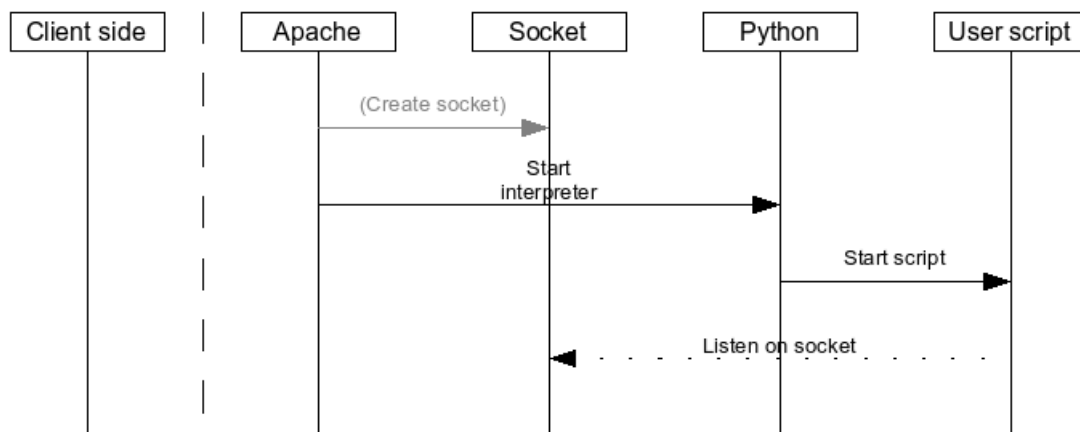 Client side
Apache
Socket
Python
User script
(Create socket)
Start
interpreter
Start script
Listen on socket